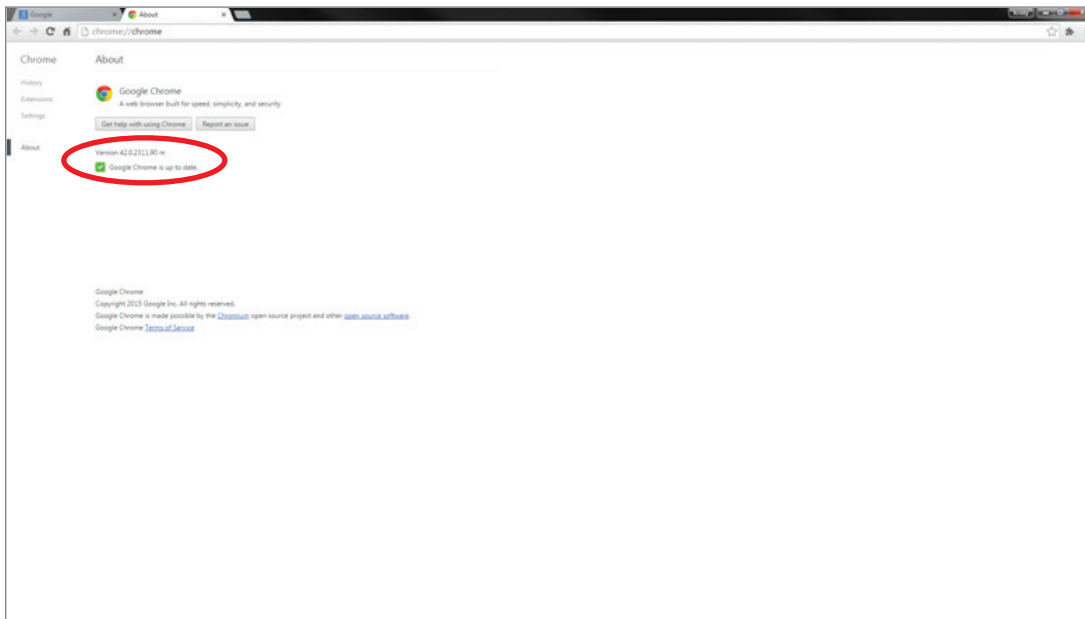 Google
About
chrome://chrome
Chrome
About
History
Extensions
Settings
About
Google Chrome
A web browser built for speed, simplicity, and security
Get help with using Chrome
Report an issue
Version 42.0.2311.90 m
Google Chrome is up to date.
Google Chrome
Copyright 2015 Google Inc. All rights reserved.
Google Chrome is made possible by the Chromium open source project and other open source software.
Google Chrome Terms of Service